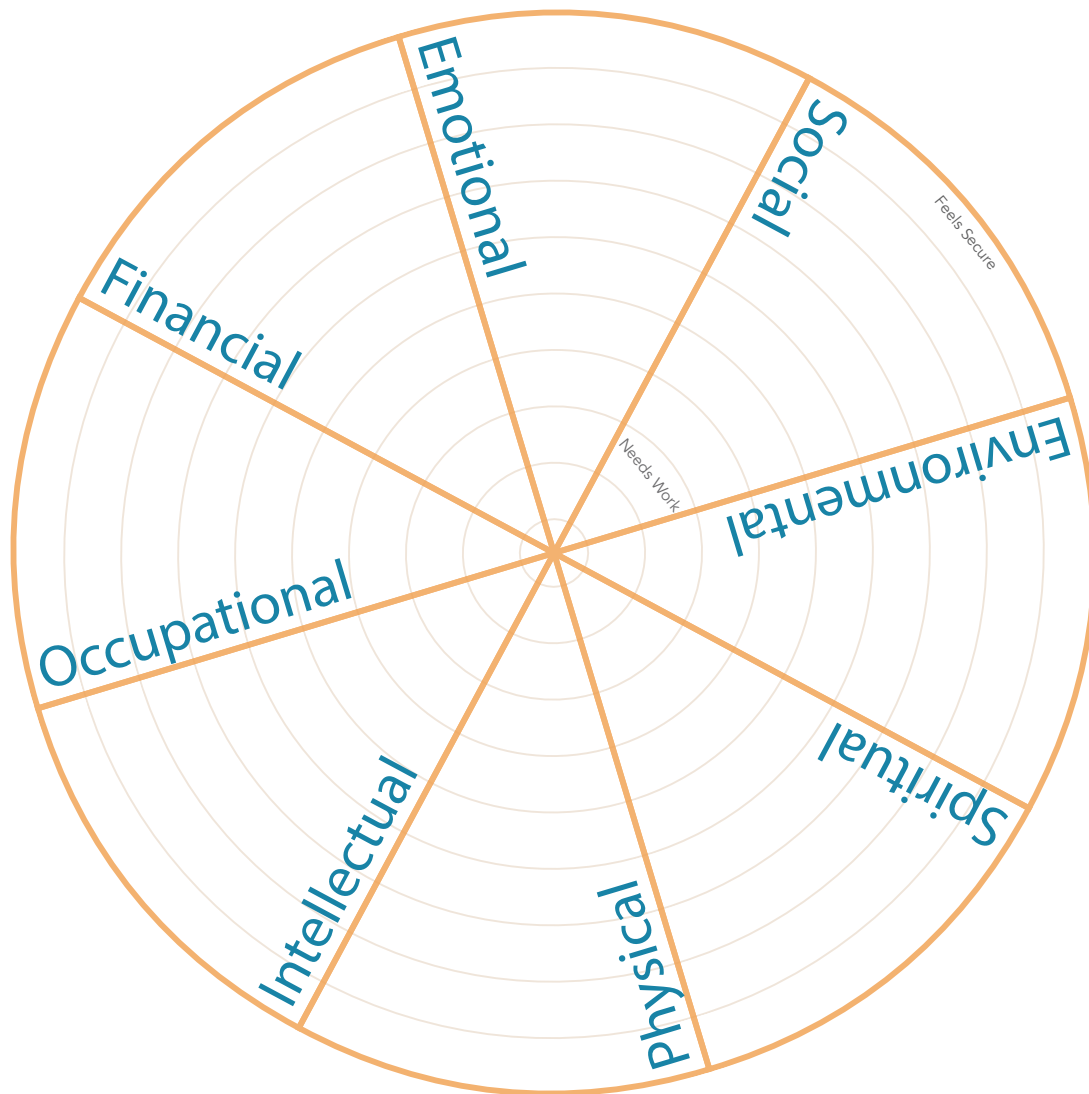 Emotional
Social
Feels Secure
Environmental
Needs Work
Spiritual
Physical
Intellectual
Occupational
Financial